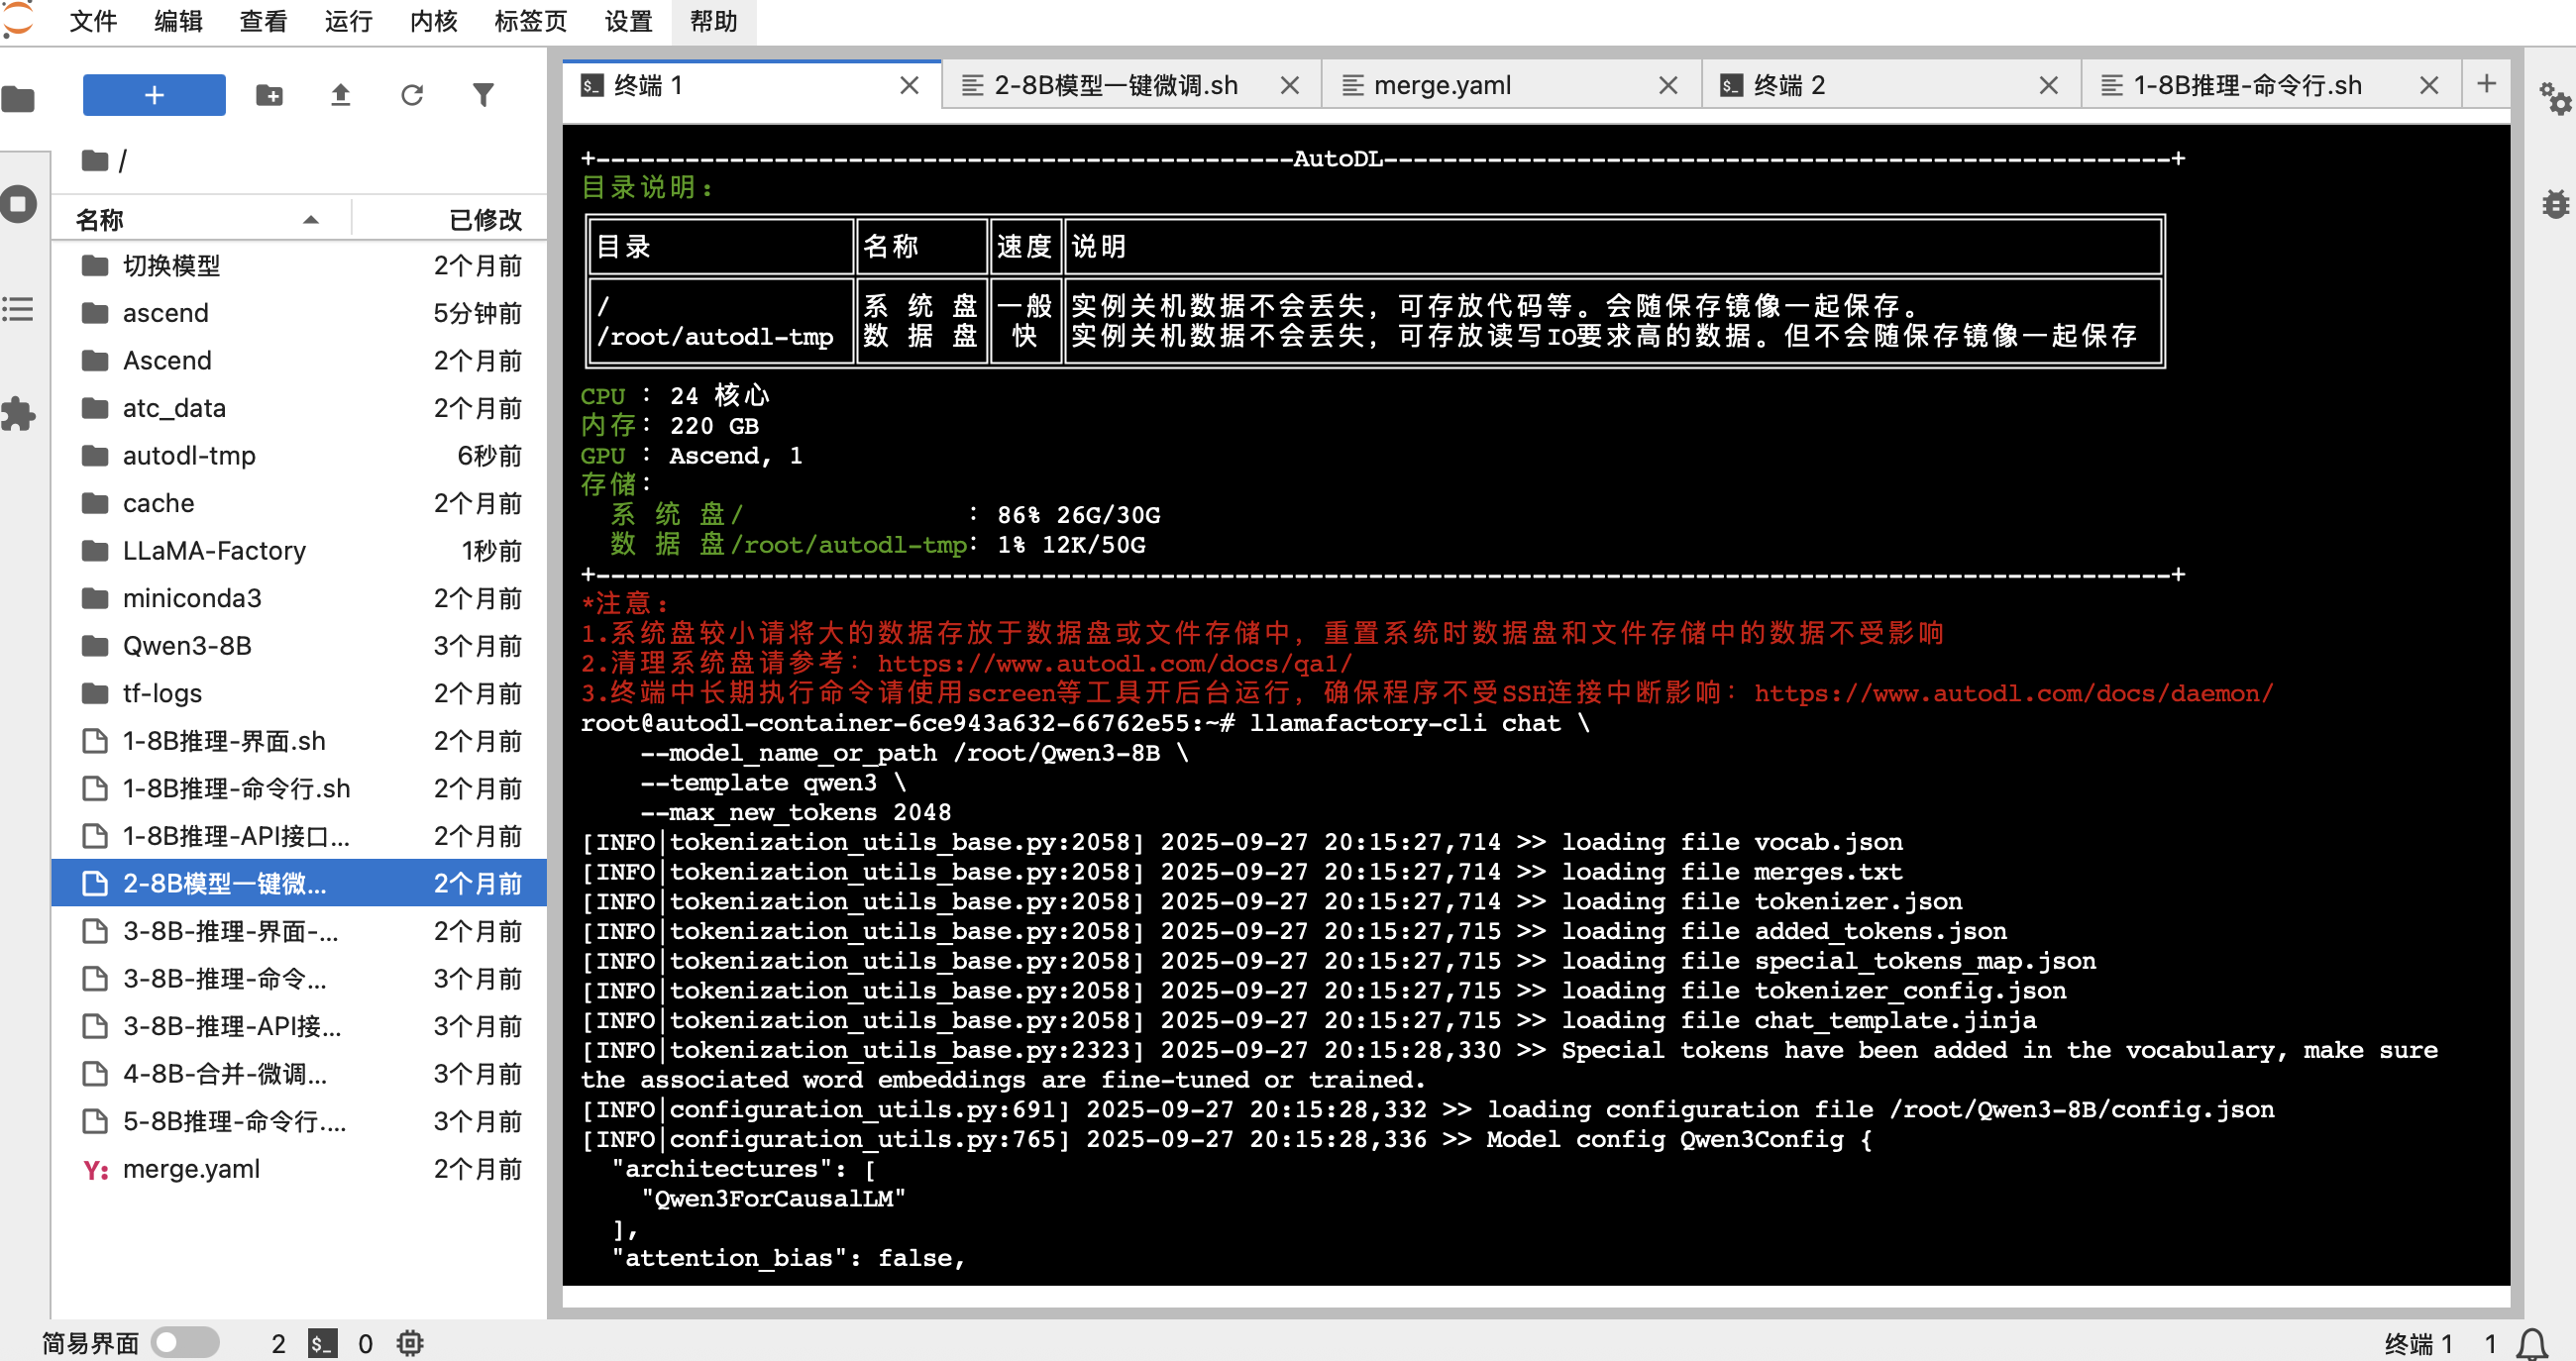 文件 编辑 查看 运行 内核 标签页 设置 帮助
终端 1 2-8B模型一键微调.sh merge.yaml 终端 2 1-8B推理-命令行.sh
/
名称 已修改
切换模型 2个月前
ascend 5分钟前
Ascend 2个月前
atc_data 2个月前
autodl-tmp 6秒前
cache 2个月前
LLaMA-Factory 1秒前
miniconda3 2个月前
Qwen3-8B 3个月前
tf-logs 2个月前
1-8B推理-界面.sh 2个月前
1-8B推理-命令行.sh 2个月前
1-8B推理-API接口... 2个月前
2-8B模型一键微... 2个月前
3-8B-推理-界面-... 2个月前
3-8B-推理-命令... 3个月前
3-8B-推理-API接... 3个月前
4-8B-合并-微调... 3个月前
5-8B推理-命令行.... 3个月前
Y: merge.yaml 2个月前
+-----------------------------------------------AutoDL-----------------------------------------------------+
目录说明:
目录 名称 速度 说明
/ 系 统 盘 一般 实例关机数据不会丢失，可存放代码等。会随保存镜像一起保存。
/root/autodl-tmp 数 据 盘 快 实例关机数据不会丢失，可存放读写IO要求高的数据。但不会随保存镜像一起保存
CPU : 24 核心
内存: 220 GB
GPU : Ascend, 1
存储:
系 统 盘/ : 86% 26G/30G
数 据 盘/root/autodl-tmp: 1% 12K/50G
+----------------------------------------------------------------------------------------------------------+
*注意:
1.系统盘较小请将大的数据存放于数据盘或文件存储中，重置系统时数据盘和文件存储中的数据不受影响
2.清理系统盘请参考：https://www.autodl.com/docs/qa1/
3.终端中长期执行命令请使用screen等工具开后台运行，确保程序不受SSH连接中断影响：https://www.autodl.com/docs/daemon/
root@autodl-container-6ce943a632-66762e55:~# llamafactory-cli chat \
--model_name_or_path /root/Qwen3-8B \
--template qwen3 \
--max_new_tokens 2048
[INFO|tokenization_utils_base.py:2058] 2025-09-27 20:15:27,714 >> loading file vocab.json
[INFO|tokenization_utils_base.py:2058] 2025-09-27 20:15:27,714 >> loading file merges.txt
[INFO|tokenization_utils_base.py:2058] 2025-09-27 20:15:27,714 >> loading file tokenizer.json
[INFO|tokenization_utils_base.py:2058] 2025-09-27 20:15:27,715 >> loading file added_tokens.json
[INFO|tokenization_utils_base.py:2058] 2025-09-27 20:15:27,715 >> loading file special_tokens_map.json
[INFO|tokenization_utils_base.py:2058] 2025-09-27 20:15:27,715 >> loading file tokenizer_config.json
[INFO|tokenization_utils_base.py:2058] 2025-09-27 20:15:27,715 >> loading file chat_template.jinja
[INFO|tokenization_utils_base.py:2323] 2025-09-27 20:15:28,330 >> Special tokens have been added in the vocabulary, make sure
the associated word embeddings are fine-tuned or trained.
[INFO|configuration_utils.py:691] 2025-09-27 20:15:28,332 >> loading configuration file /root/Qwen3-8B/config.json
[INFO|configuration_utils.py:765] 2025-09-27 20:15:28,336 >> Model config Qwen3Config {
"architectures": [
"Qwen3ForCausalLM"
],
"attention_bias": false,
简易界面 2 $_ 0 终端 1 1